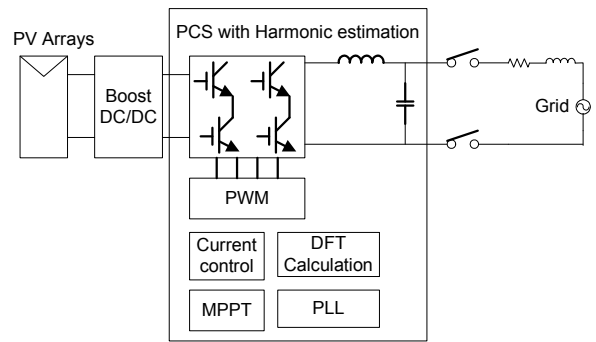 PV Arrays
PCS with Harmonic estimation
Boost
DC/DC
Grid
PWM
Current
control
DFT
Calculation
MPPT
PLL